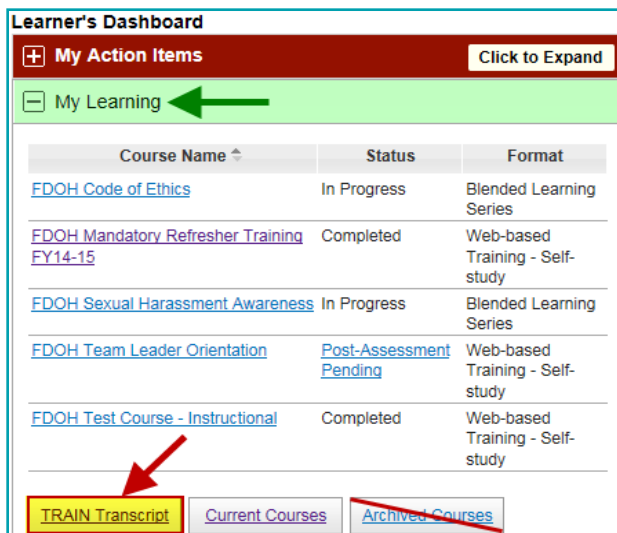 Learner's Dashboard
My Action Items Click to Expand
My Learning
Course Name Status Format
FDOH Code of Ethics In Progress Blended Learning
Series
FDOH Mandatory Refresher Training Completed Web-based
FY14-15 Training - Self-
study
FDOH Sexual Harassment Awareness In Progress Blended Learning
Series
FDOH Team Leader Orientation Post-Assessment Web-based
Pending Training - Self-
study
FDOH Test Course - Instructional Completed Web-based
Training - Self-
study
TRAIN Transcript Current Courses Archived Courses